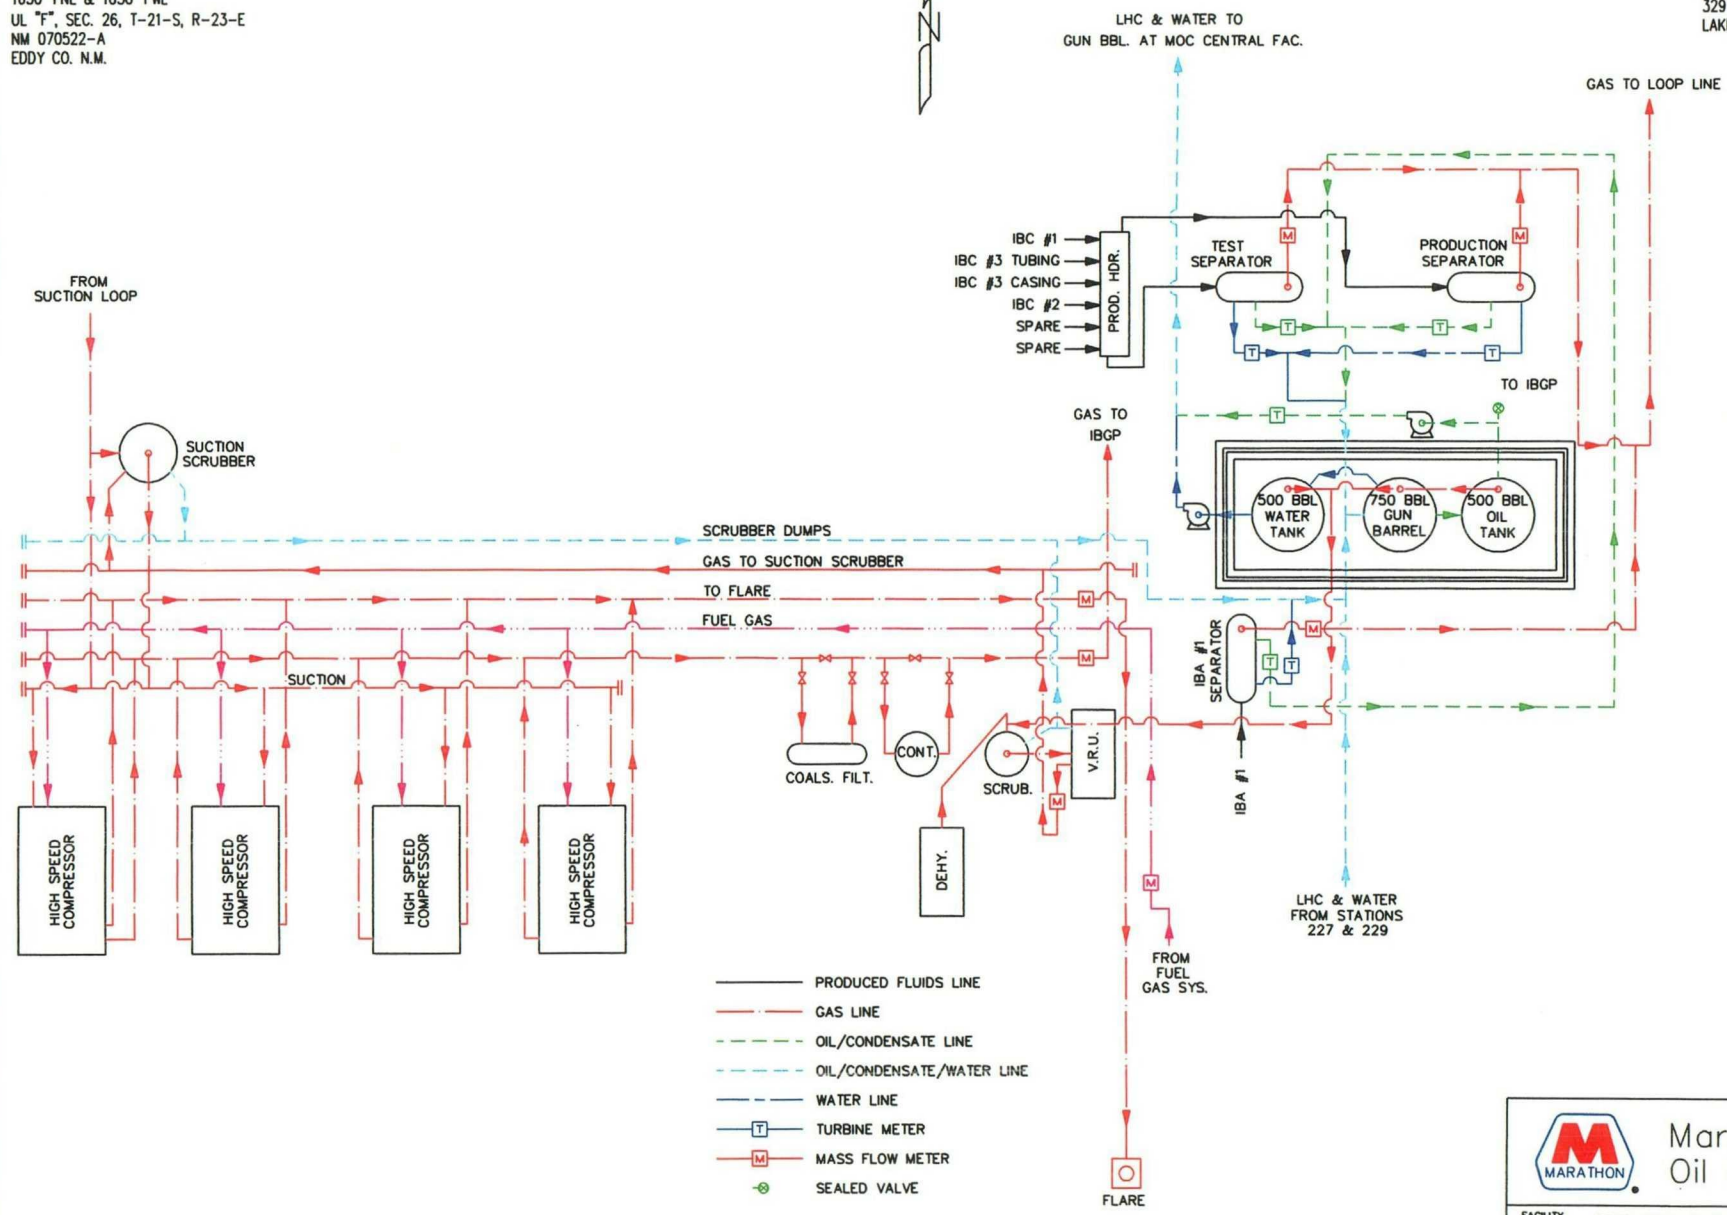 UL "F", SEC. 26, T-21-S, R-23-E
NM 070522-A
EDDY CO. N.M.
N
LHC & WATER TO
GUN BBL. AT MOC CENTRAL FAC.
329
GAS TO LOOP LINE
FROM
SUCTION LOOP
SUCTION
SCRUBBER
IBC #1
IBC #3 TUBING
IBC #3 CASING
IBC #2
SPARE
SPARE
PROD. HDR.
TEST
SEPARATOR
PRODUCTION
SEPARATOR
M
M
T
T
T
T
TO IBGP
T
GAS TO
IBGP
500 BBL
WATER
TANK
750 BBL
GUN
BARREL
500 BBL
OIL
TANK
SCRUBBER DUMPS
GAS TO SUCTION SCRUBBER
TO FLARE
M
FUEL GAS
M
SUCTION
IBA #1
SEPARATOR
M
T
T
IBA #1
COALS. FILT.
CONT.
SCRUB.
V.R.U.
M
DEHY.
HIGH SPEED
COMPRESSOR
HIGH SPEED
COMPRESSOR
HIGH SPEED
COMPRESSOR
HIGH SPEED
COMPRESSOR
M
FROM
FUEL
GAS SYS.
LHC & WATER
FROM STATIONS
227 & 229
PRODUCED FLUIDS LINE
GAS LINE
OIL/CONDENSATE LINE
OIL/CONDENSATE/WATER LINE
WATER LINE
T TURBINE METER
M MASS FLOW METER
SEALED VALVE
FLARE
MARATHON
Mar
Oil